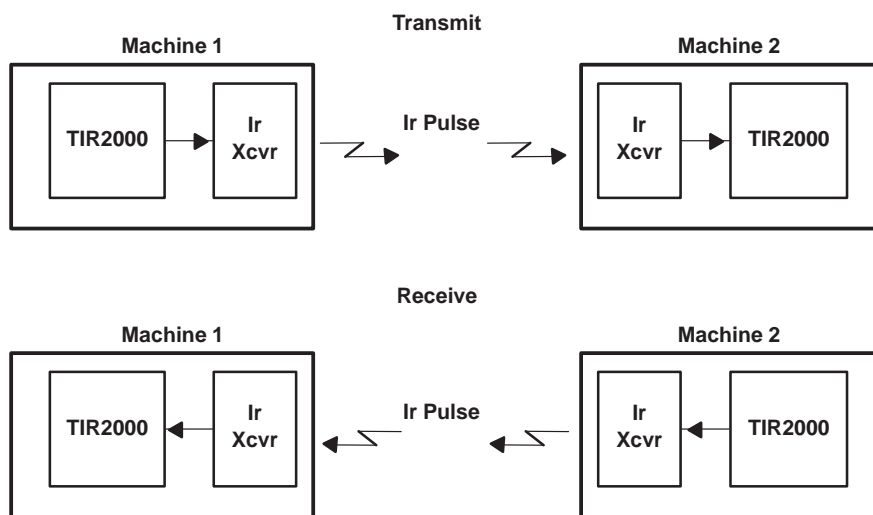 Transmit
Machine 1
Machine 2
TIR2000
Ir
Xcvr
Ir Pulse
Ir
Xcvr
TIR2000
Receive
Machine 1
Machine 2
TIR2000
Ir
Xcvr
Ir Pulse
Ir
Xcvr
TIR2000